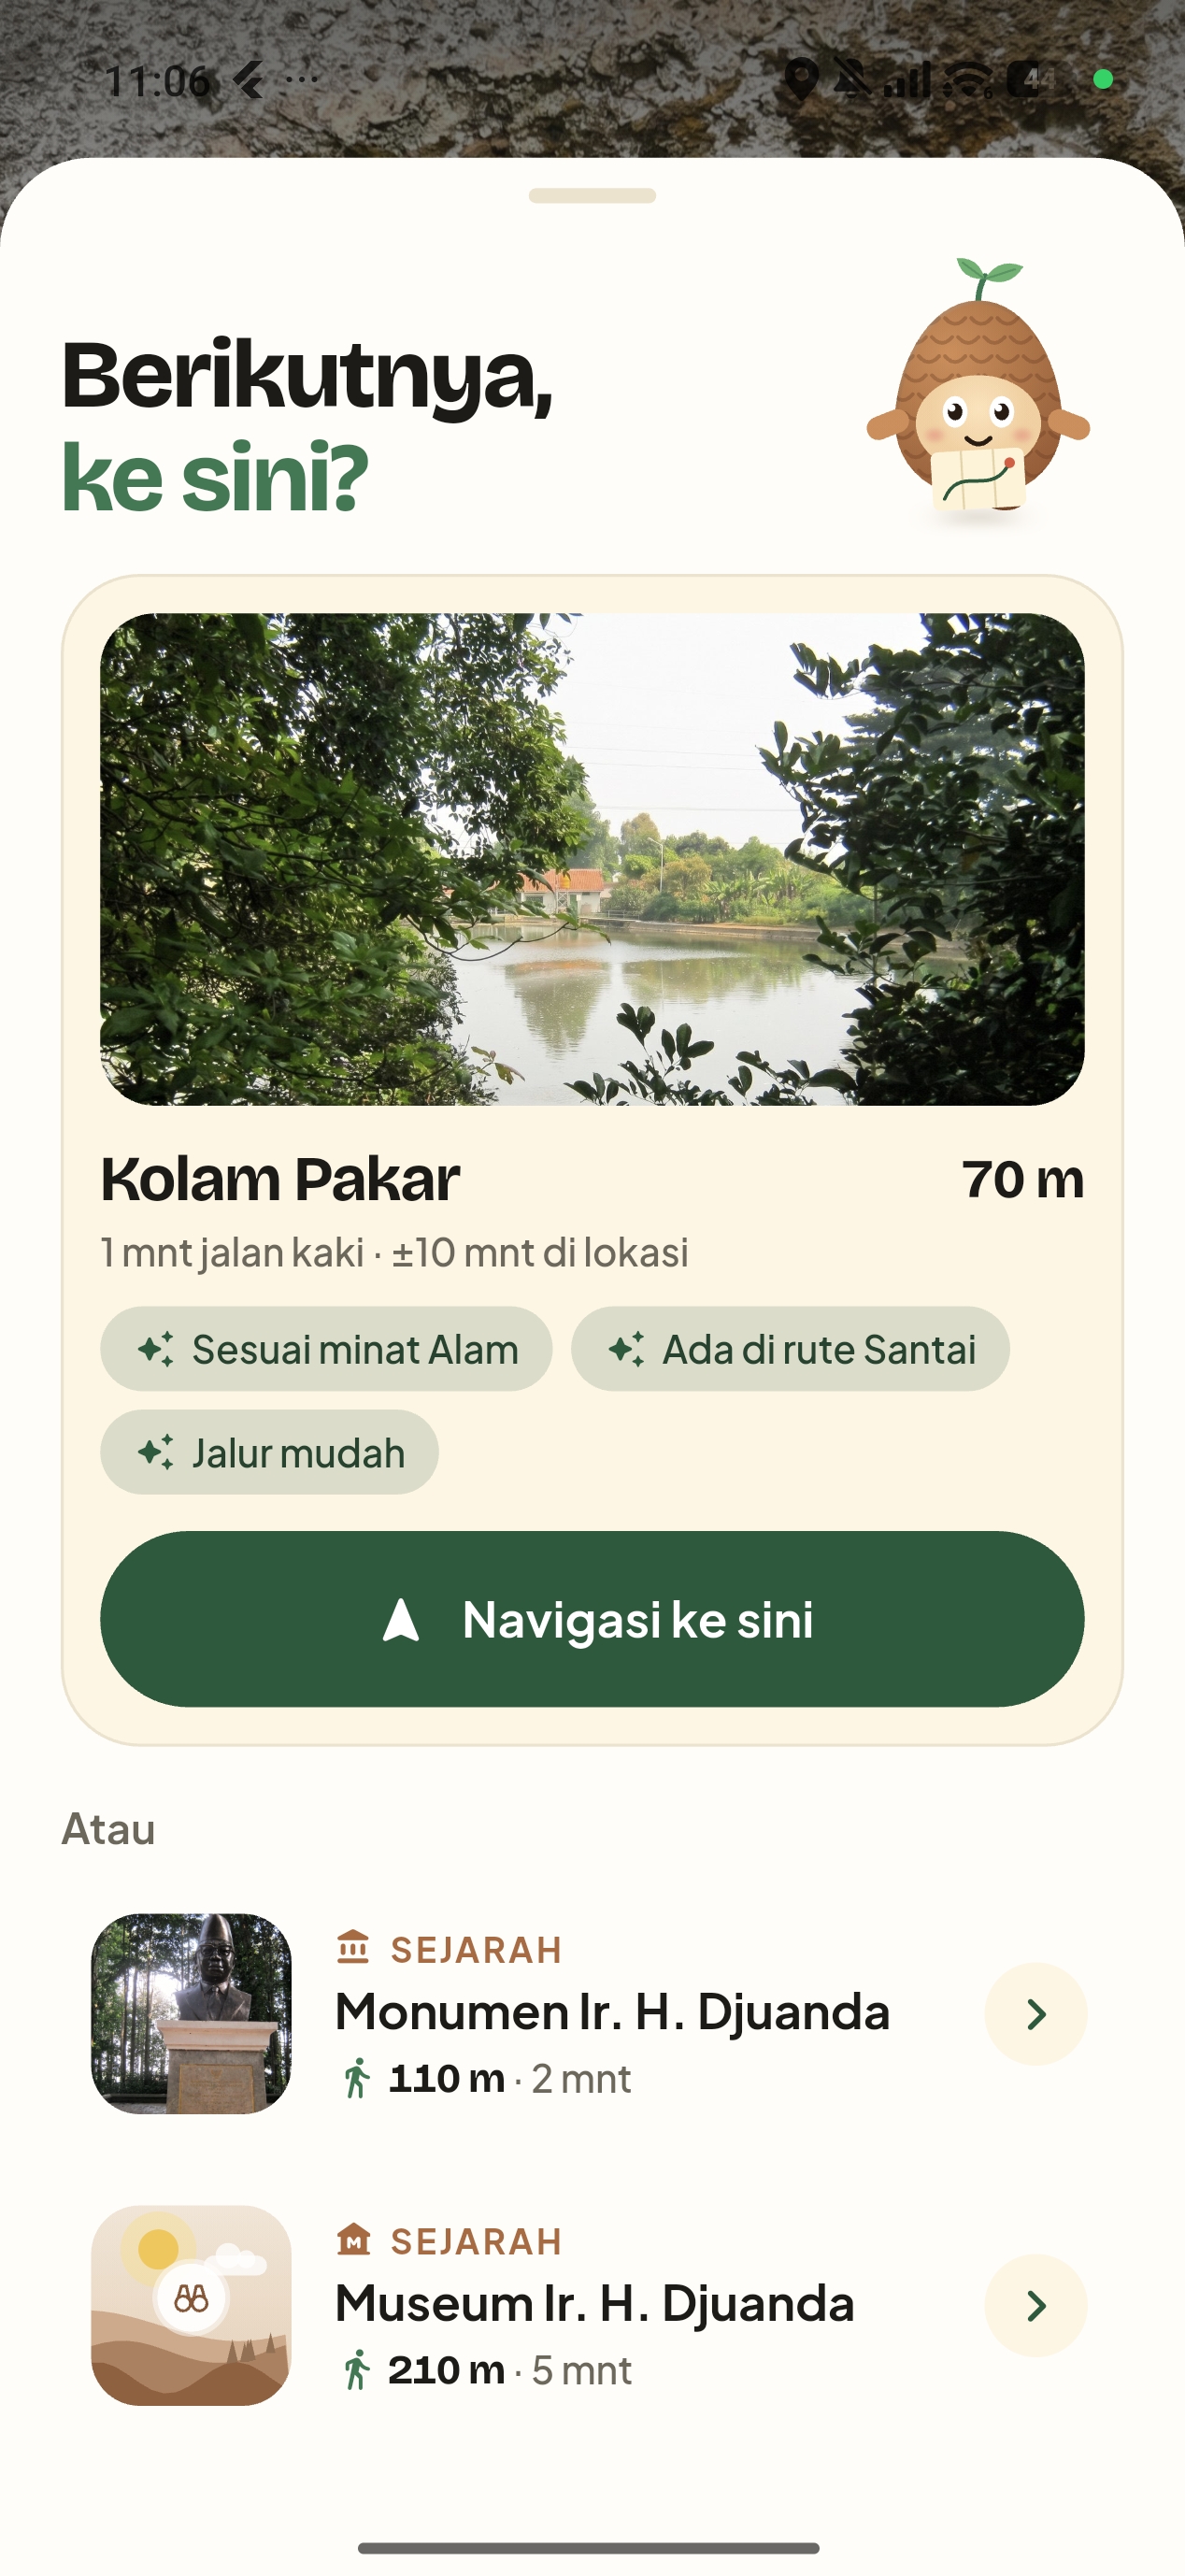 11:06
Berikutnya,
ke sini?
Kolam Pakar
70 m
1 mnt jalan kaki · ±10 mnt di lokasi
Sesuai minat Alam
Ada di rute Santai
Jalur mudah
Navigasi ke sini
Atau
SEJARAH
Monumen Ir. H. Djuanda
110 m · 2 mnt
SEJARAH
Museum Ir. H. Djuanda
210 m · 5 mnt